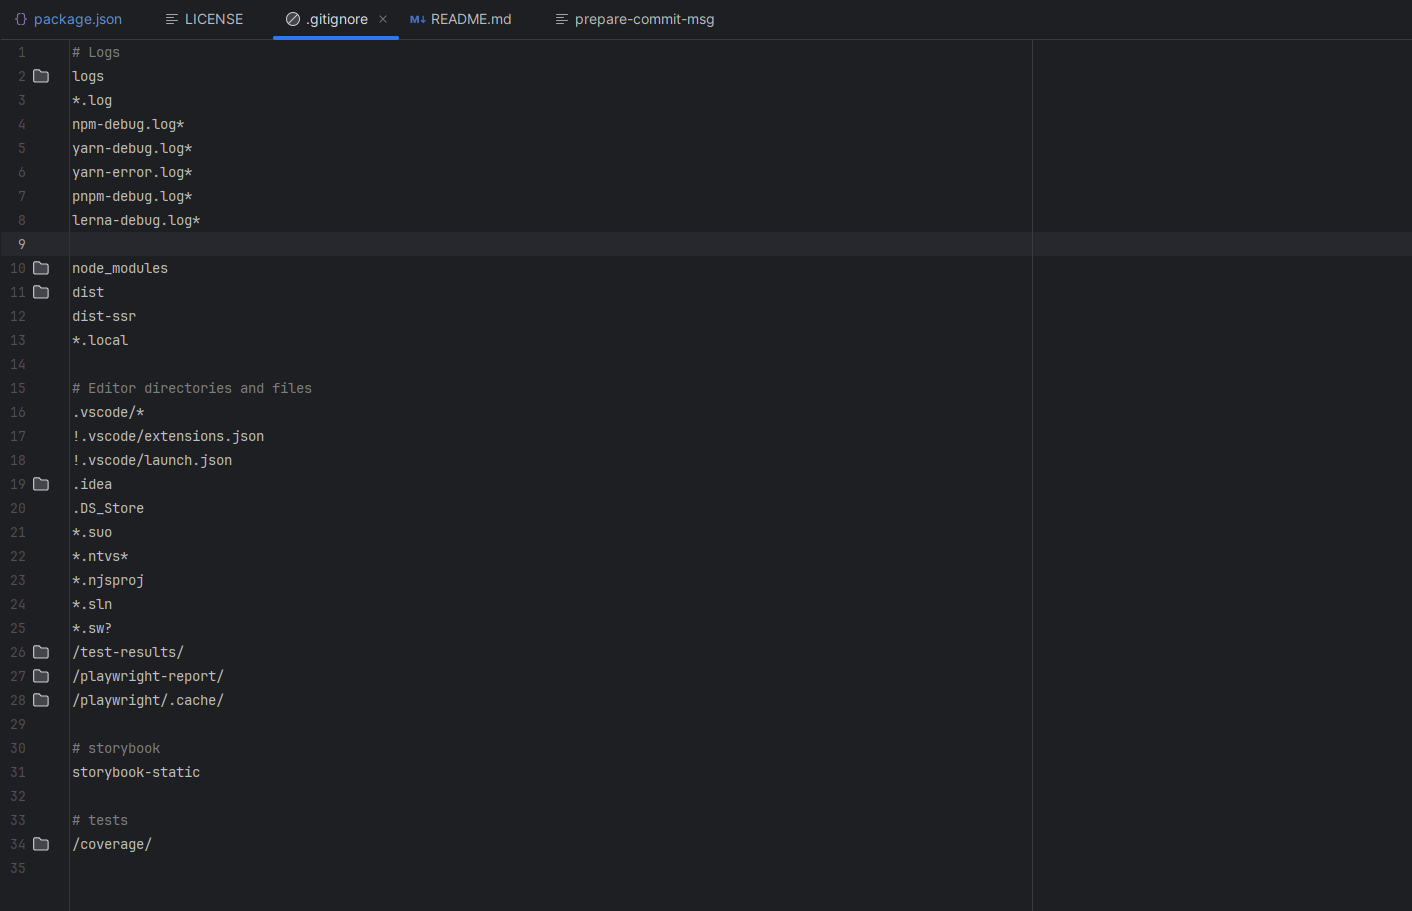 {} package.json LICENSE .gitignore × M↓ README.md prepare-commit-msg
1 # Logs
2 logs
3 *.log
4 npm-debug.log*
5 yarn-debug.log*
6 yarn-error.log*
7 pnpm-debug.log*
8 lerna-debug.log*
9
10 node_modules
11 dist
12 dist-ssr
13 *.local
14
15 # Editor directories and files
16 .vscode/*
17 !.vscode/extensions.json
18 !.vscode/launch.json
19 .idea
20 .DS_Store
21 *.suo
22 *.ntvs*
23 *.njsproj
24 *.sln
25 *.sw?
26 /test-results/
27 /playwright-report/
28 /playwright/.cache/
29
30 # storybook
31 storybook-static
32
33 # tests
34 /coverage/
35